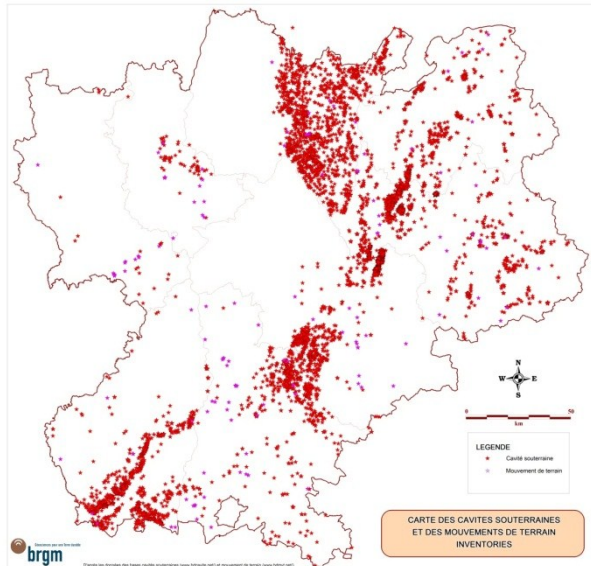 N
W E
S
0 50
km
LEGENDE
Cavité souterraine
Mouvement de terrain
CARTE DES CAVITES SOUTERRAINES
ET DES MOUVEMENTS DE TERRAIN
INVENTORIES
brgm